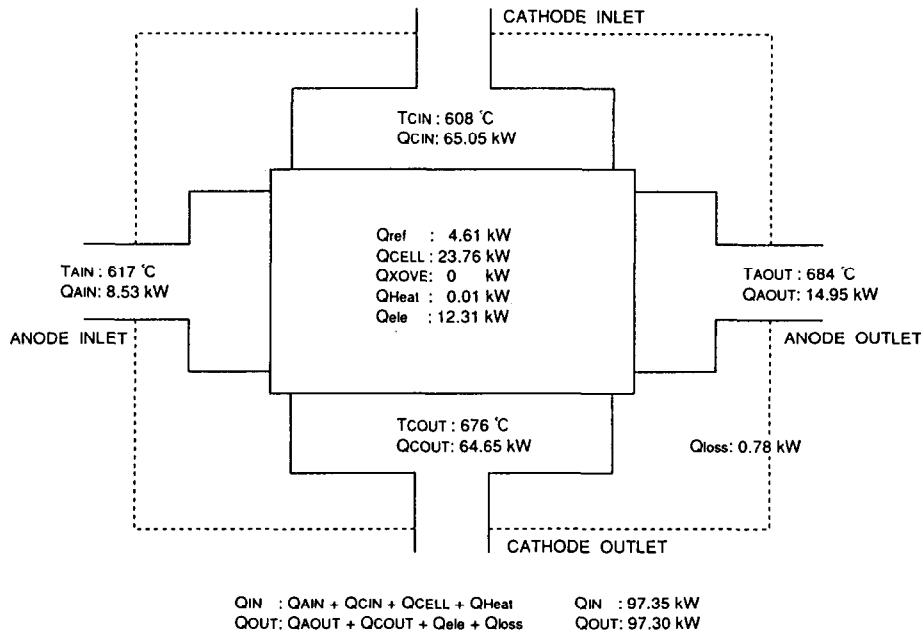 CATHODE INLET
TCIN : 608 ℃
QCIN: 65.05 kW
Qref : 4.61 kW
QCELL : 23.76 kW
QXOVE: 0 kW
QHeat : 0.01 kW
Qele : 12.31 kW
TAIN : 617 ℃
QAIN: 8.53 kW
ANODE INLET
TAOUT : 684 ℃
QAOUT: 14.95 kW
ANODE OUTLET
TCOUT : 676 ℃
QCOUT: 64.65 kW
Qloss: 0.78 kW
CATHODE OUTLET
QIN : QAIN + QCIN + QCELL + QHeat QIN : 97.35 kW
QOUT: QAOUT + QCOUT + Qele + Qloss QOUT: 97.30 kW